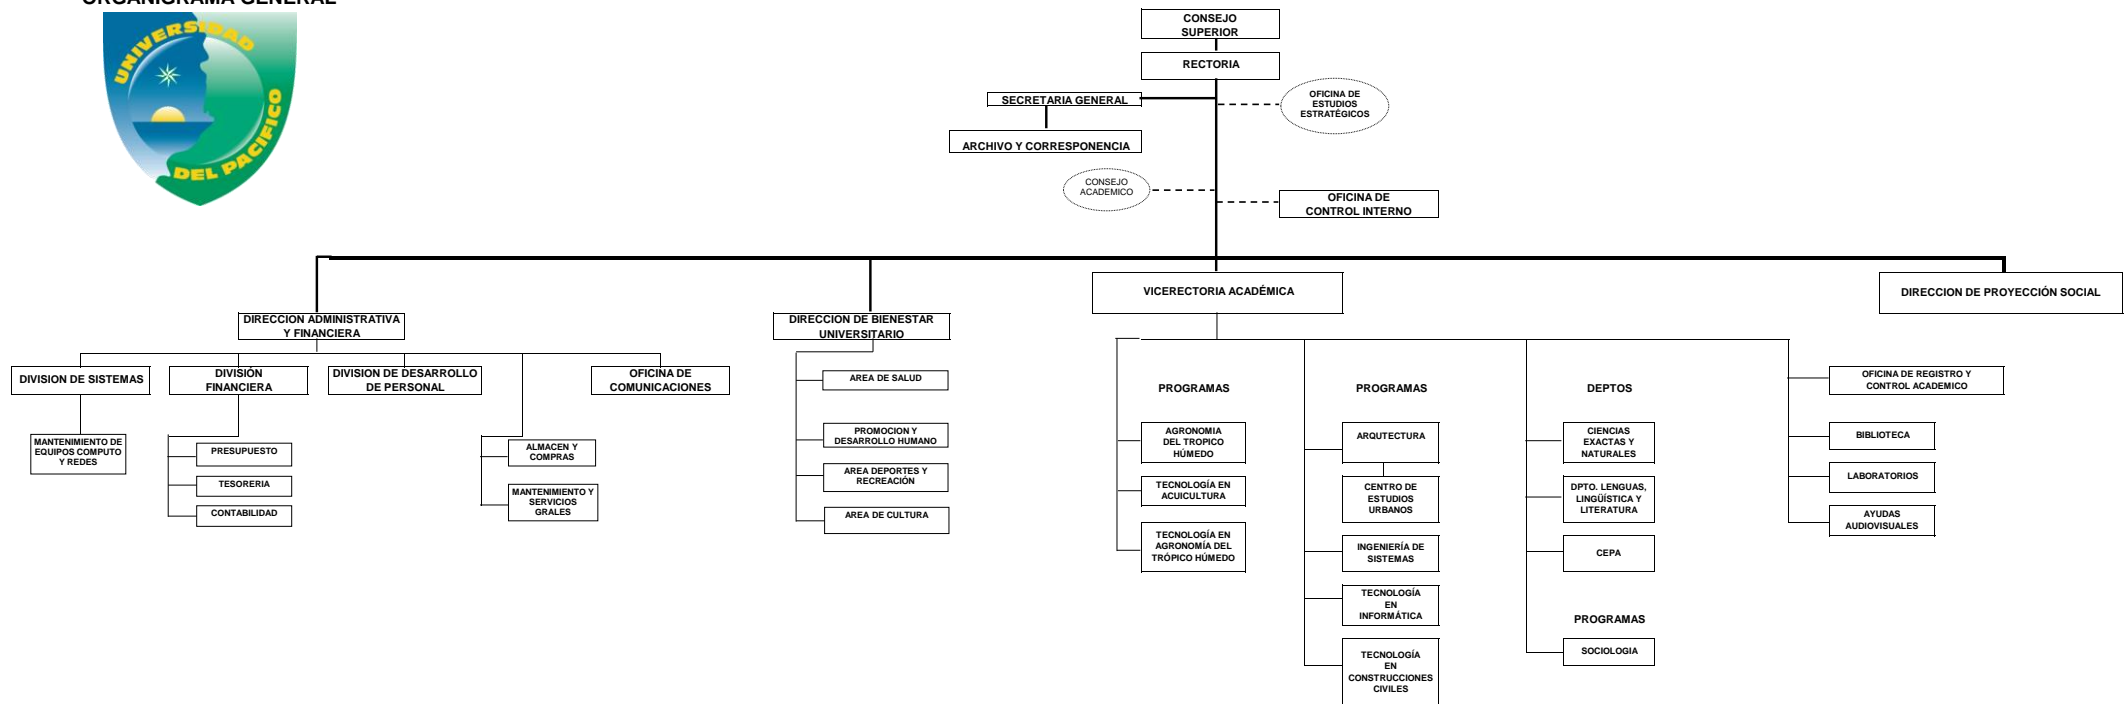 ORGANIGRAMA GENERAL
UNIVERSIDAD
DEL PACIFICO
CONSEJO
SUPERIOR
RECTORIA
SECRETARIA GENERAL
OFICINA DE
ESTUDIOS
ESTRATÉGICOS
ARCHIVO Y CORRESPONENCIA
CONSEJO
ACADEMICO
OFICINA DE
CONTROL INTERNO
DIRECCION ADMINISTRATIVA
Y FINANCIERA
DIRECCION DE BIENESTAR
UNIVERSITARIO
VICERECTORIA ACADÉMICA
DIRECCION DE PROYECCIÓN SOCIAL
DIVISION DE SISTEMAS
DIVISIÓN
FINANCIERA
DIVISION DE DESARROLLO
DE PERSONAL
OFICINA DE
COMUNICACIONES
MANTENIMIENTO DE
EQUIPOS COMPUTO
Y REDES
PRESUPUESTO
TESORERIA
CONTABILIDAD
ALMACEN Y
COMPRAS
MANTENIMIENTO Y
SERVICIOS
GRALES
AREA DE SALUD
PROMOCION Y
DESARROLLO HUMANO
AREA DEPORTES Y
RECREACIÓN
AREA DE CULTURA
PROGRAMAS
AGRONOMIA
DEL TROPICO
HÚMEDO
TECNOLOGÍA EN
ACUICULTURA
TECNOLOGÍA EN
AGRONOMÍA DEL
TRÓPICO HÚMEDO
PROGRAMAS
ARQUTECTURA
CENTRO DE
ESTUDIOS
URBANOS
INGENIERÍA DE
SISTEMAS
TECNOLOGÍA
EN
INFORMÁTICA
TECNOLOGÍA
EN
CONSTRUCCIONES
CIVILES
DEPTOS
CIENCIAS
EXACTAS Y
NATURALES
DPTO. LENGUAS,
LINGÜÍSTICA Y
LITERATURA
CEPA
PROGRAMAS
SOCIOLOGIA
OFICINA DE REGISTRO Y
CONTROL ACADEMICO
BIBLIOTECA
LABORATORIOS
AYUDAS
AUDIOVISUALES